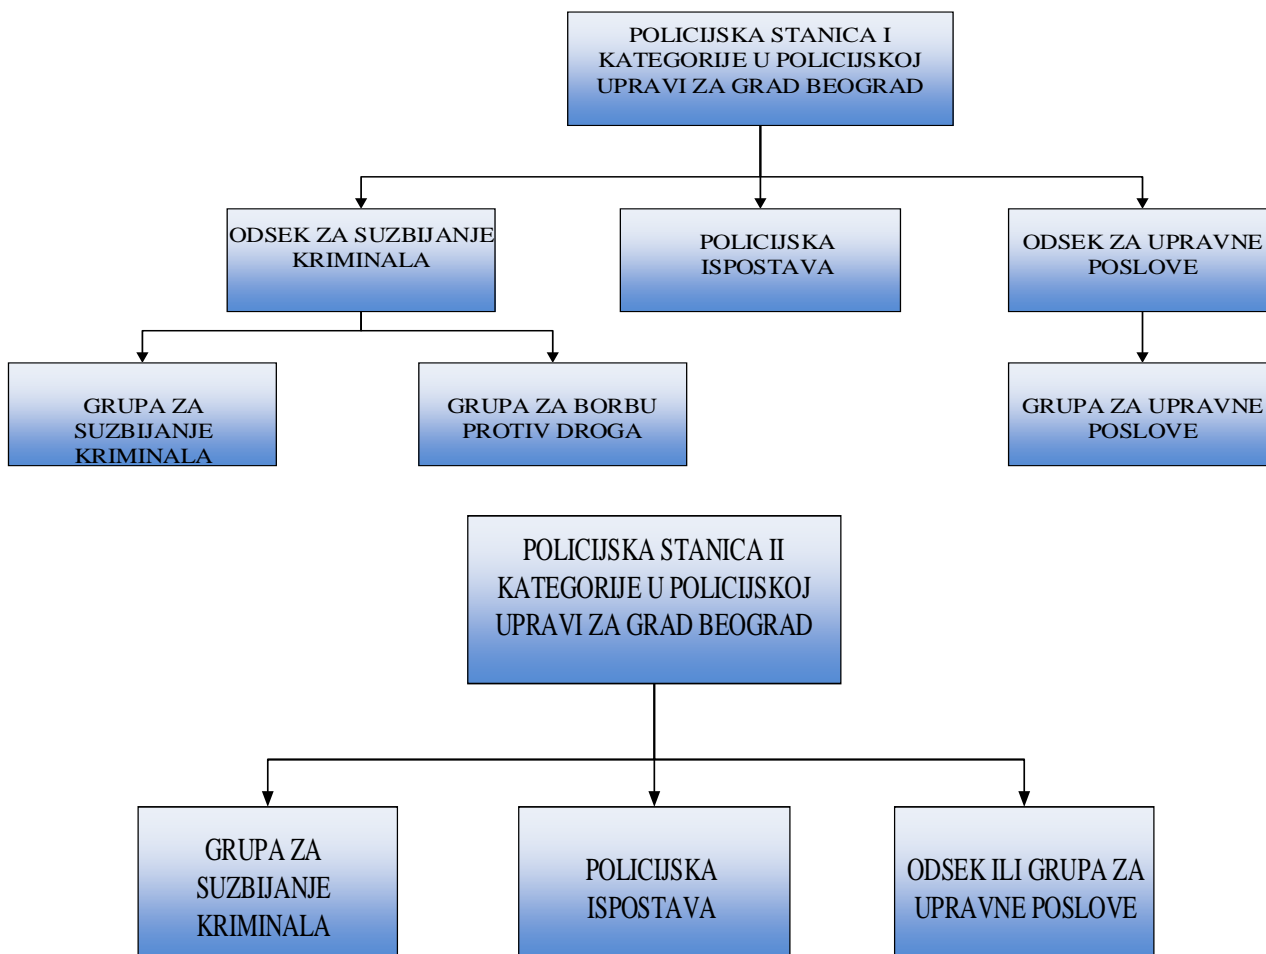 POLICIJSKA STANICA I
KATEGORIJE U POLICIJSKOJ
UPRAVI ZA GRAD BEOGRAD
ODSEK ZA SUZBIJANJE
KRIMINALA
POLICIJSKA
ISPOSTAVA
ODSEK ZA UPRAVNE
POSLOVE
GRUPA ZA
SUZBIJANJE
KRIMINALA
GRUPA ZA BORBU
PROTIV DROGA
GRUPA ZA UPRAVNE
POSLOVE
POLICIJSKA STANICA II
KATEGORIJE U POLICIJSKOJ
UPRAVI ZA GRAD BEOGRAD
GRUPA ZA
SUZBIJANJE
KRIMINALA
POLICIJSKA
ISPOSTAVA
ODSEK ILI GRUPA ZA
UPRAVNE POSLOVE